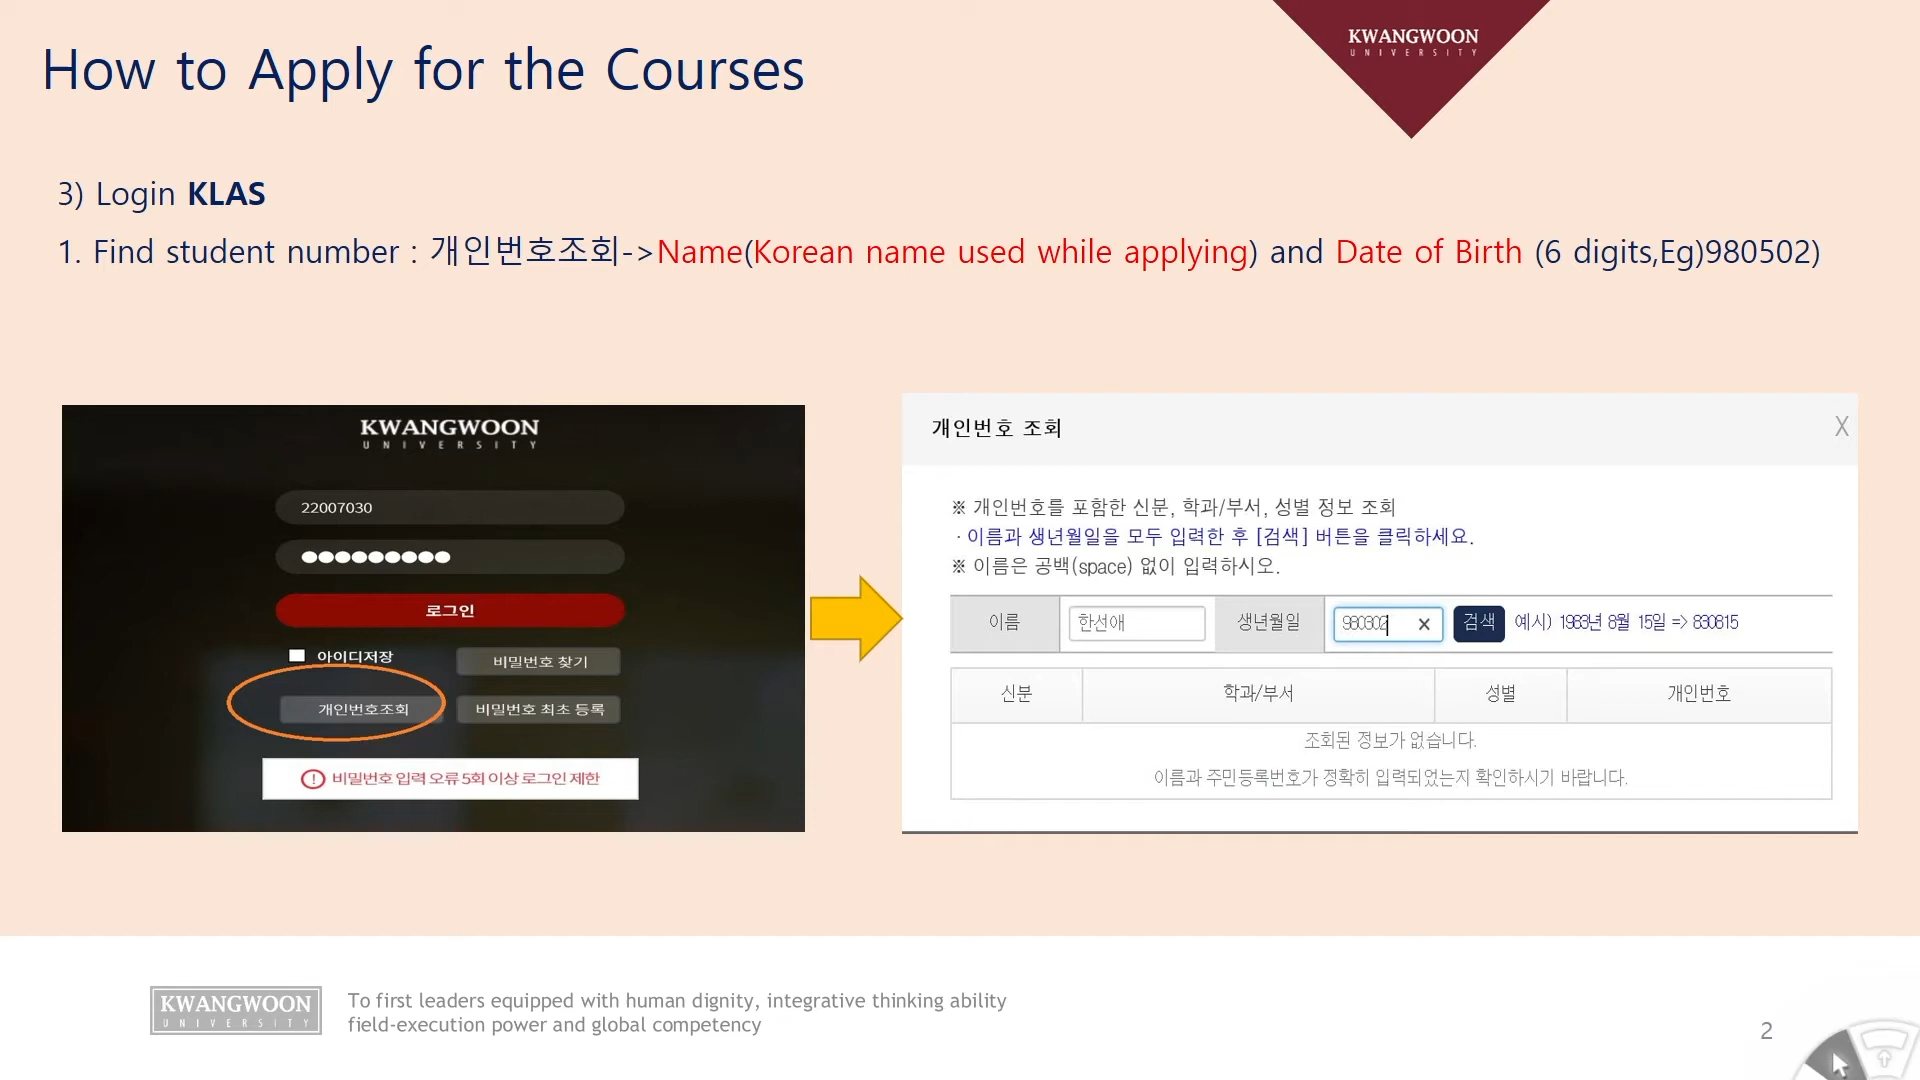 How to Apply for the Courses
KWANGWOON
UNIVERSITY
3) Login KLAS
1. Find student number : 개인번호조회->Name(Korean name used while applying) and Date of Birth (6 digits,Eg)980502)
KWANGWOON
UNIVERSITY
22007030
로그인
아이디저장
비밀번호 찾기
개인번호조회
비밀번호 최초 등록
비밀번호 입력 오류 5회 이상 로그인 제한
개인번호 조회
X
※ 개인번호를 포함한 신분, 학과/부서, 성별 정보 조회
· 이름과 생년월일을 모두 입력한 후 [검색] 버튼을 클릭하세요.
※ 이름은 공백(space) 없이 입력하시오.
이름 한선애 생년월일 980302 × 검색 예시) 1983년 8월 15일 => 830815
신분 학과/부서 성별 개인번호
조회된 정보가 없습니다.
이름과 주민등록번호가 정확히 입력되었는지 확인하시기 바랍니다.
KWANGWOON
UNIVERSITY
To first leaders equipped with human dignity, integrative thinking ability
field-execution power and global competency
2